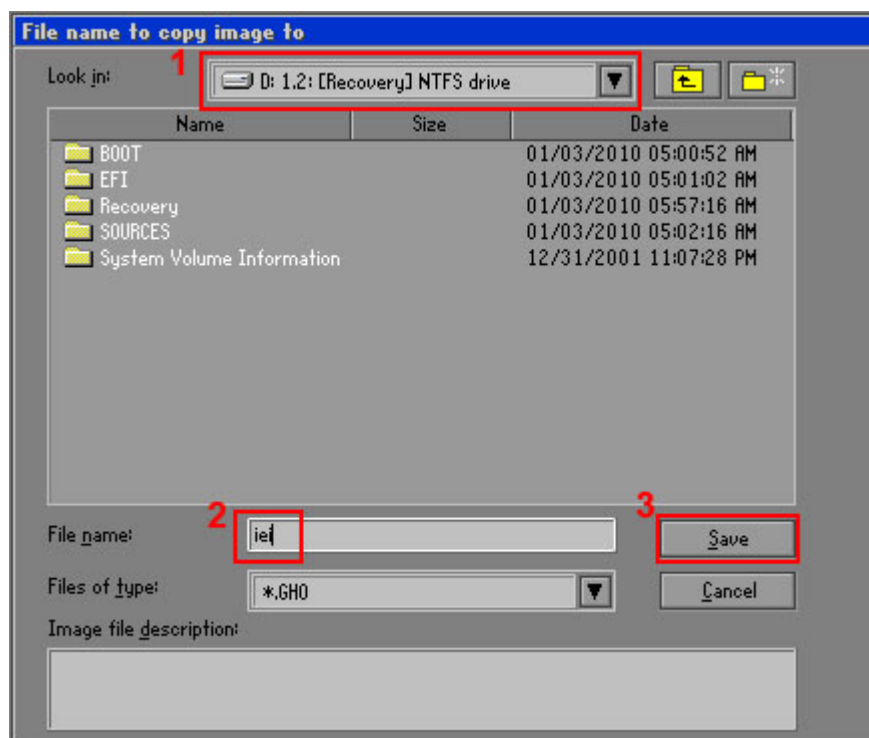 File name to copy image to
1
Look in: D: 1.2: [Recovery] NTFS drive
Name Size Date
BOOT 01/03/2010 05:00:52 AM
EFI 01/03/2010 05:01:02 AM
Recovery 01/03/2010 05:57:16 AM
SOURCES 01/03/2010 05:02:16 AM
System Volume Information 12/31/2001 11:07:28 PM
2 3
File name: iei Save
Files of type: *.GHO Cancel
Image file description: